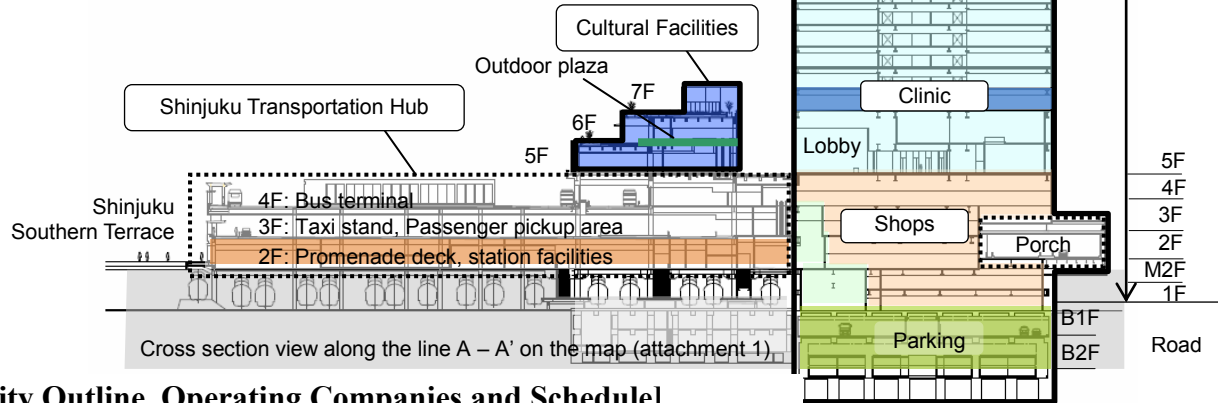 Cultural Facilities
Outdoor plaza
7F
Shinjuku Transportation Hub
Clinic
6F
Lobby
5F
5F
4F: Bus terminal
4F
Shinjuku
Southern Terrace
3F: Taxi stand, Passenger pickup area
Shops
3F
Porch
2F
2F: Promenade deck, station facilities
M2F
1F
B1F
Parking
Road
Cross section view along the line A – A' on the map (attachment 1)
B2F
ity Outline, Operating Companies and Schedule]